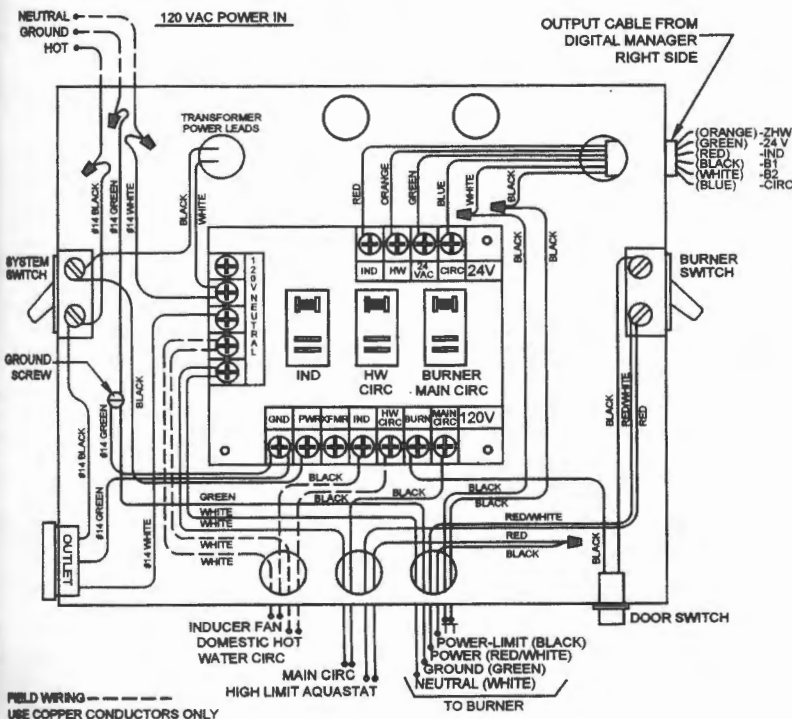 NEUTRAL
GROUND
HOT
120 VAC POWER IN
OUTPUT CABLE FROM
DIGITAL MANAGER
RIGHT SIDE
TRANSFORMER
POWER LEADS
(ORANGE) -ZHW
(GREEN) -24 V
(RED) -IND
(BLACK) -B1
(WHITE) -B2
(BLUE) -CIRC
#14 BLACK
#14 GREEN
#14 WHITE
BLACK
WHITE
RED
ORANGE
GREEN
BLUE
WHITE
BLACK
SYSTEM
SWITCH
BURNER
SWITCH
120V NEUTRAL
IND
HW
24
VAC
CIRC
24V
BLACK
BLACK
IND
HW
CIRC
BURNER
MAIN CIRC
GROUND
SCREW
BLACK
BLACK
RED/WHITE
RED
GND
PWR
XFMR
IND
HW
CIRC
BURN
MAIN
CIRC
120V
#14 BLACK
#14 GREEN
#14 GREEN
#14 WHITE
BLACK
BLACK
BLACK
BLACK
BLACK
GREEN
WHITE
WHITE
WHITE
WHITE
RED/WHITE
RED
BLACK
BLACK
OUTLET
DOOR SWITCH
INDUCER FAN
DOMESTIC HOT
WATER CIRC
MAIN CIRC
HIGH LIMIT AQUASTAT
POWER-LIMIT (BLACK)
POWER (RED/WHITE)
GROUND (GREEN)
NEUTRAL (WHITE)
TO BURNER
FIELD WIRING
USE COPPER CONDUCTORS ONLY